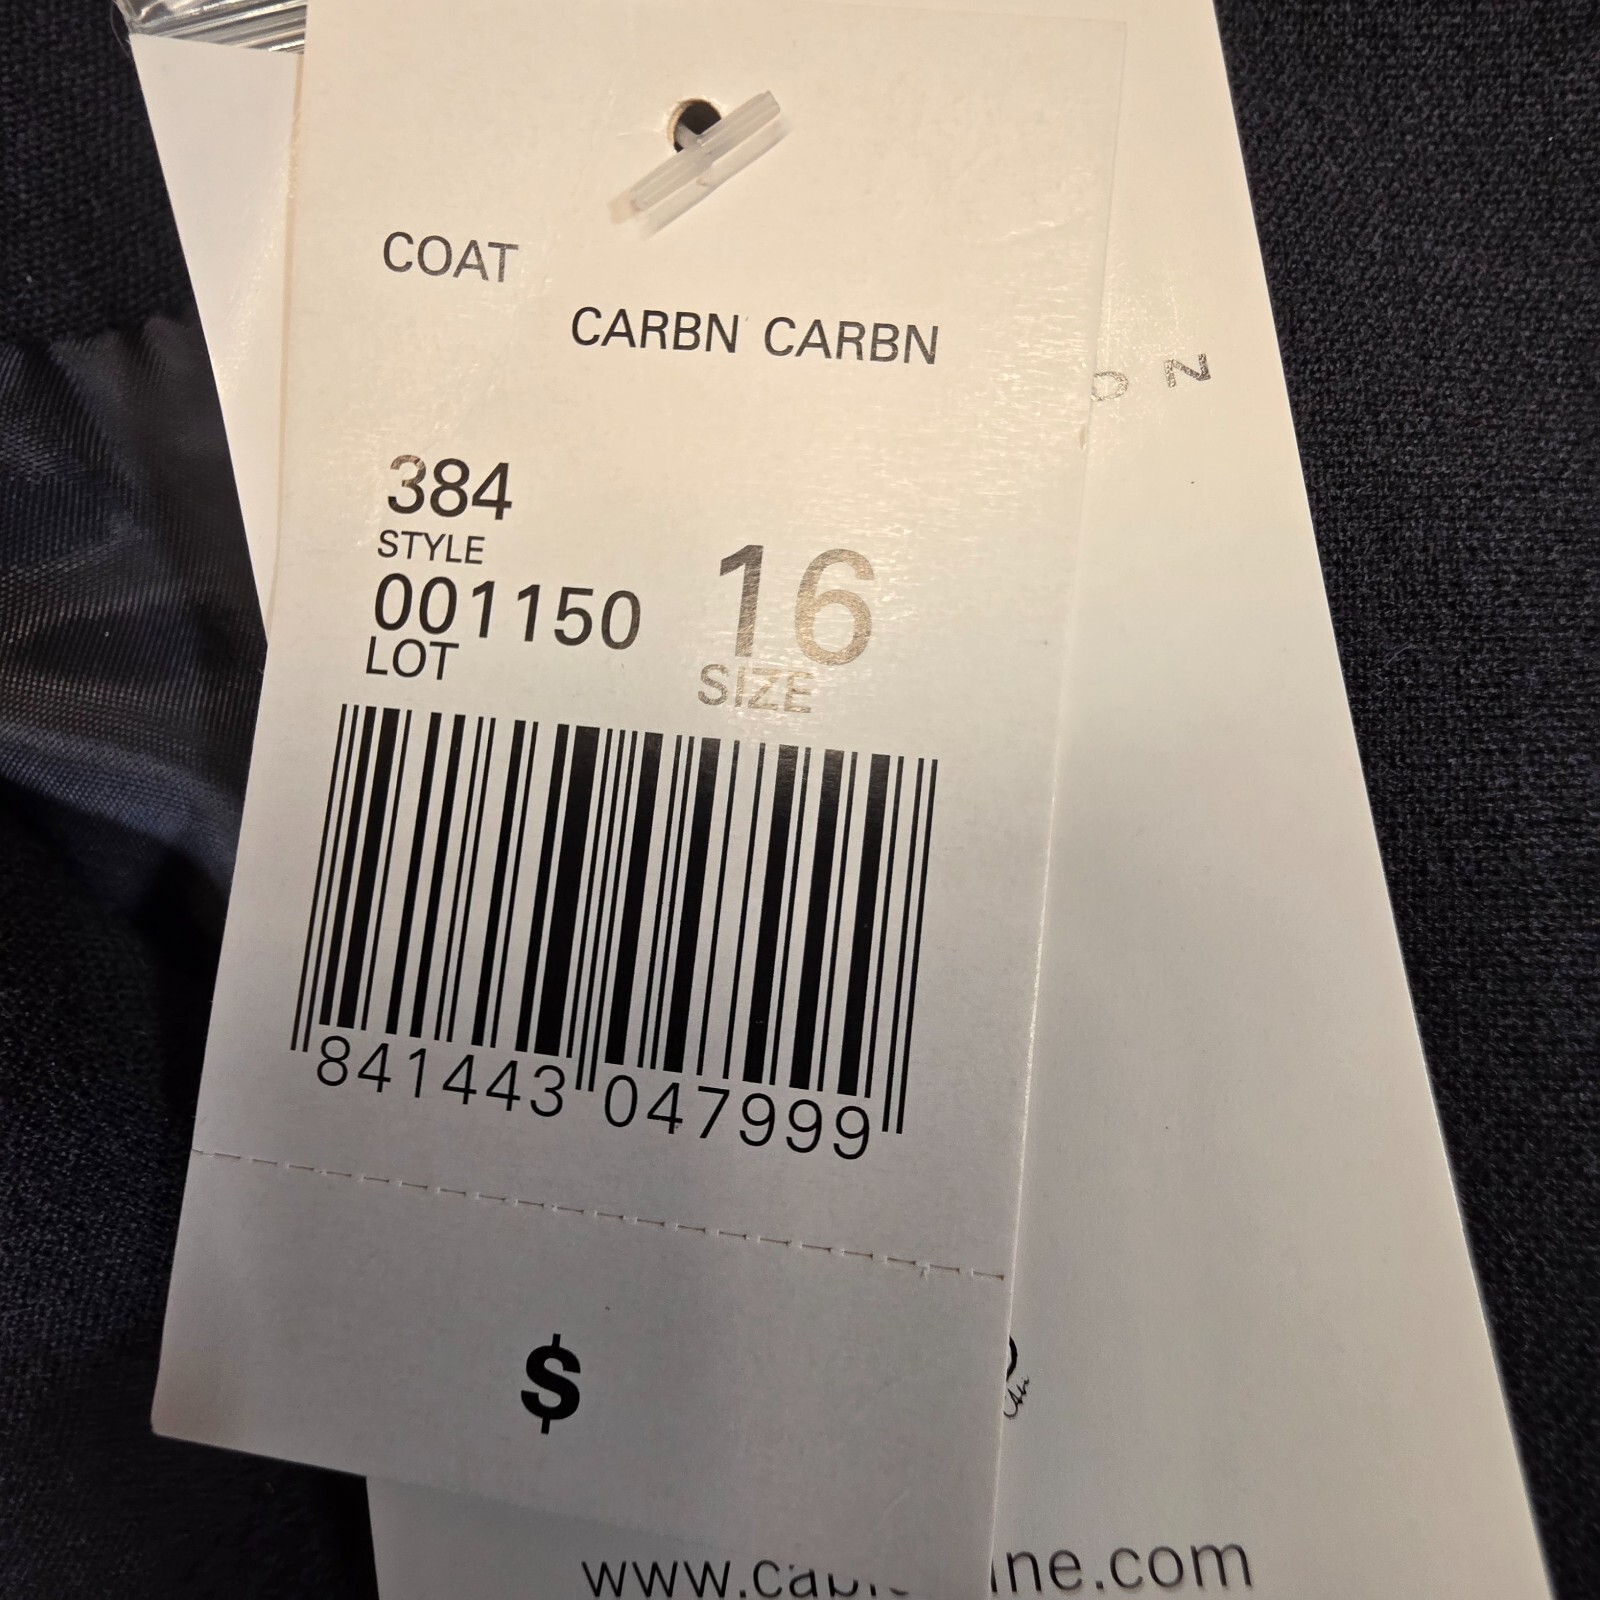 COAT
CARBN CARBN
384
STYLE
001150
LOT
16
SIZE
841443 047999
$